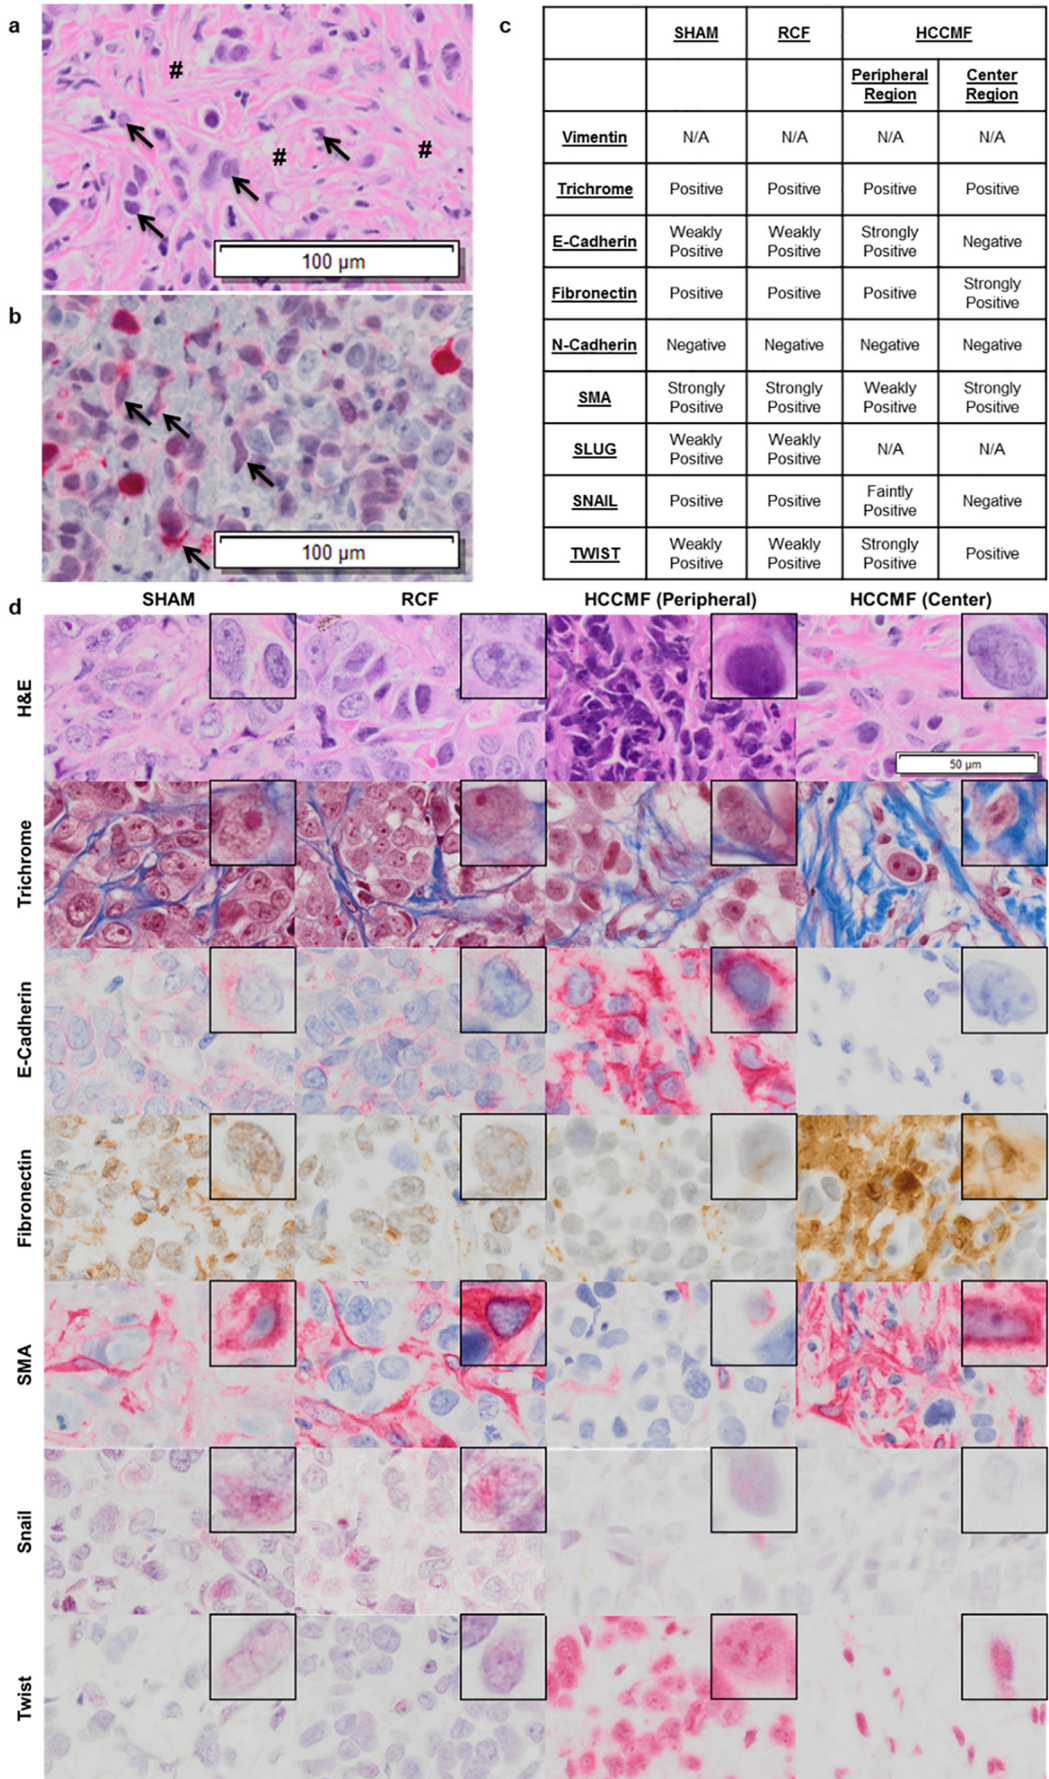 a
#
#
#
100 µm
b
100 µm
c
SHAM RCF HCCMF
Peripheral Region Center Region
Vimentin N/A N/A N/A N/A
Trichrome Positive Positive Positive Positive
E-Cadherin Weakly Positive Weakly Positive Strongly Positive Negative
Fibronectin Positive Positive Positive Strongly Positive
N-Cadherin Negative Negative Negative Negative
SMA Strongly Positive Strongly Positive Weakly Positive Strongly Positive
SLUG Weakly Positive Weakly Positive N/A N/A
SNAIL Positive Positive Faintly Positive Negative
TWIST Weakly Positive Weakly Positive Strongly Positive Positive
d
SHAM RCF HCCMF (Peripheral) HCCMF (Center)
H&E
50 µm
Trichrome
E-Cadherin
Fibronectin
SMA
Snail
Twist